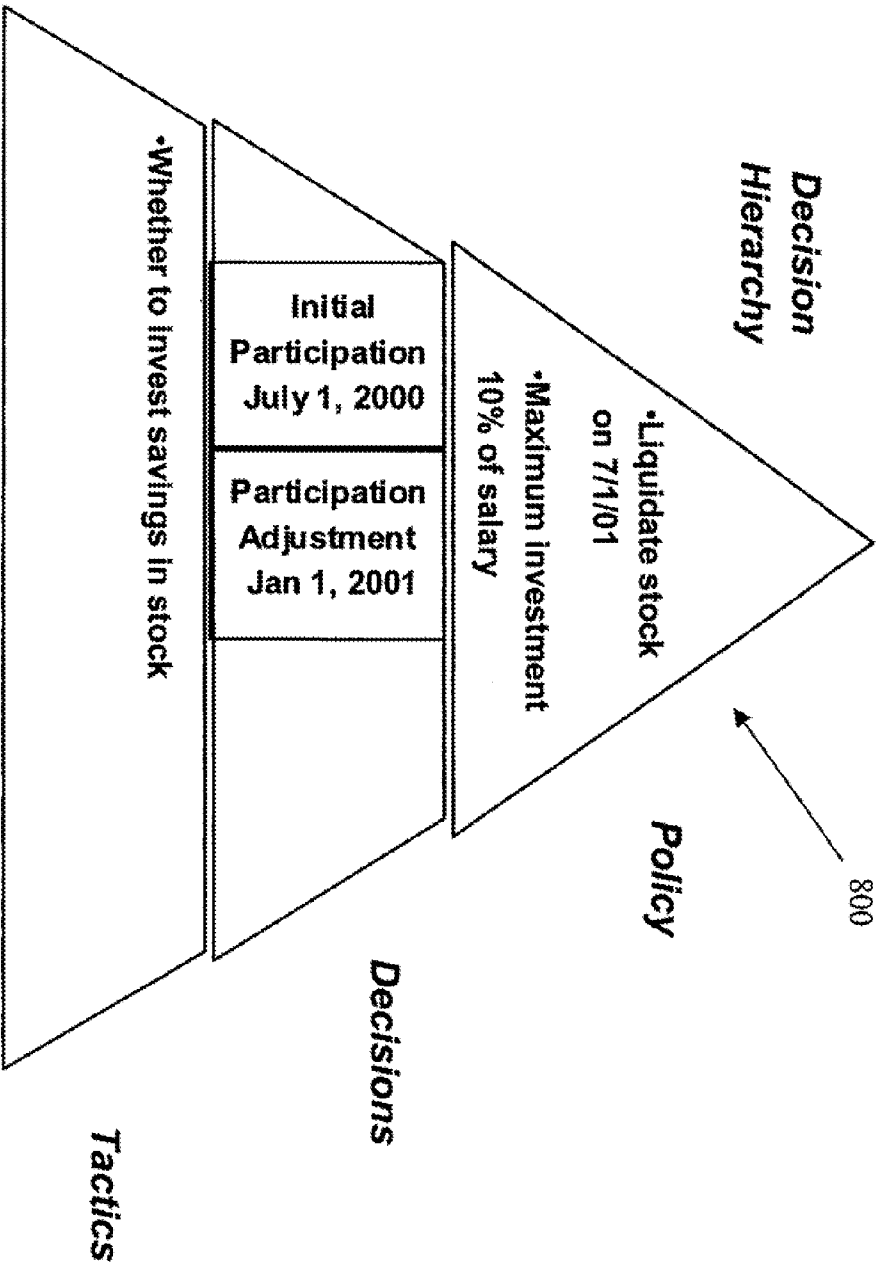 Decision
Hierarchy
800
•Liquidate stock
on 7/1/01
•Maximum investment
10% of salary
Policy
Initial
Participation
July 1, 2000
Participation
Adjustment
Jan 1, 2001
Decisions
•Whether to invest savings in stock
Tactics